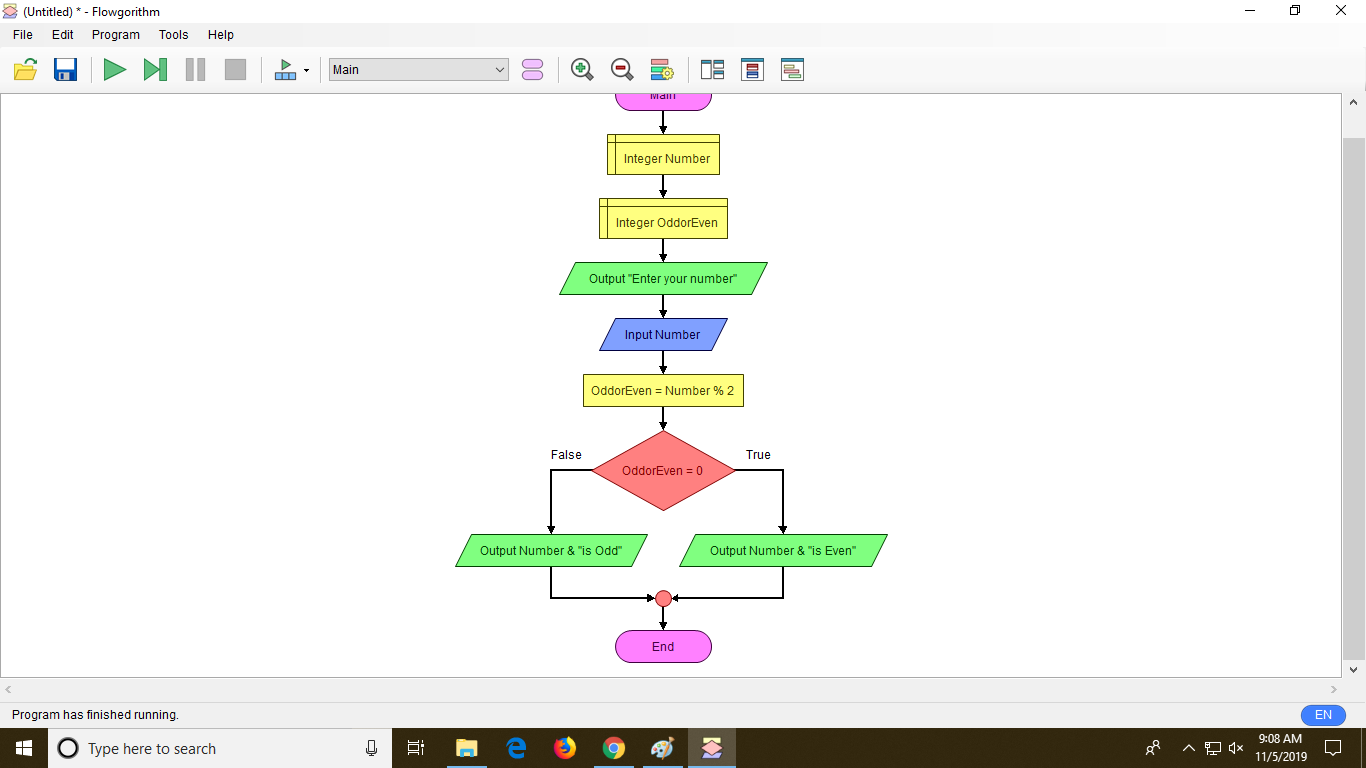 (Untitled) * - Flowgorithm
File Edit Program Tools Help
Main
Main
Integer Number
Integer OddorEven
Output "Enter your number"
Input Number
OddorEven = Number % 2
False
True
OddorEven = 0
Output Number & "is Odd"
Output Number & "is Even"
End
Program has finished running.
EN
Type here to search
9:08 AM
11/5/2019